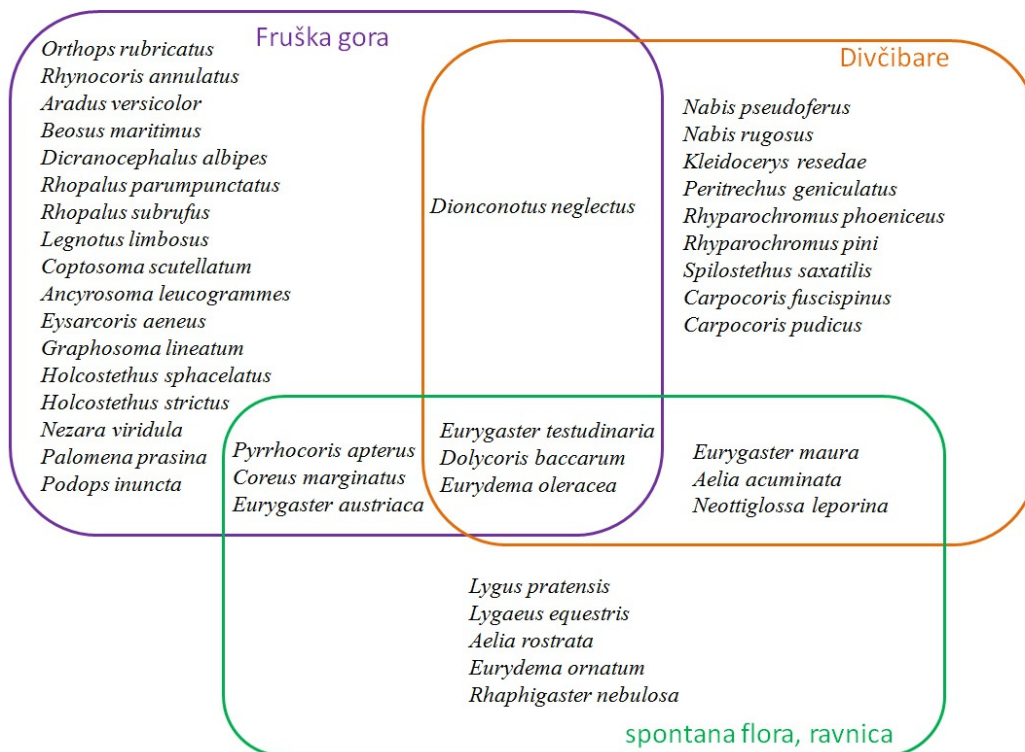 Fruška gora
Orthops rubricatus
Rhynocoris annulatus
Aradus versicolor
Beosus maritimus
Dicranocephalus albipes
Rhopalus parumpunctatus
Rhopalus subrufus
Legnotus limbosus
Coptosoma scutellatum
Ancyrosoma leucogrammes
Eysarcoris aeneus
Graphosoma lineatum
Holcostethus sphacelatus
Holcostethus strictus
Nezara viridula
Palomena prasina
Podops inuncta
Divčibare
Dionconotus neglectus
Nabis pseudoferus
Nabis rugosus
Kleidocerys resedae
Peritrechus geniculatus
Rhyparochromus phoeniceus
Rhyparochromus pini
Spilostethus saxatilis
Carpocoris fuscispinus
Carpocoris pudicus
Pyrrhocoris apterus
Coreus marginatus
Eurygaster austriaca
Eurygaster testudinaria
Dolycoris baccarum
Eurydema oleracea
Eurygaster maura
Aelia acuminata
Neottiglossa leporina
Lygus pratensis
Lygaeus equestris
Aelia rostrata
Eurydema ornatum
Rhaphigaster nebulosa
spontana flora, ravnica